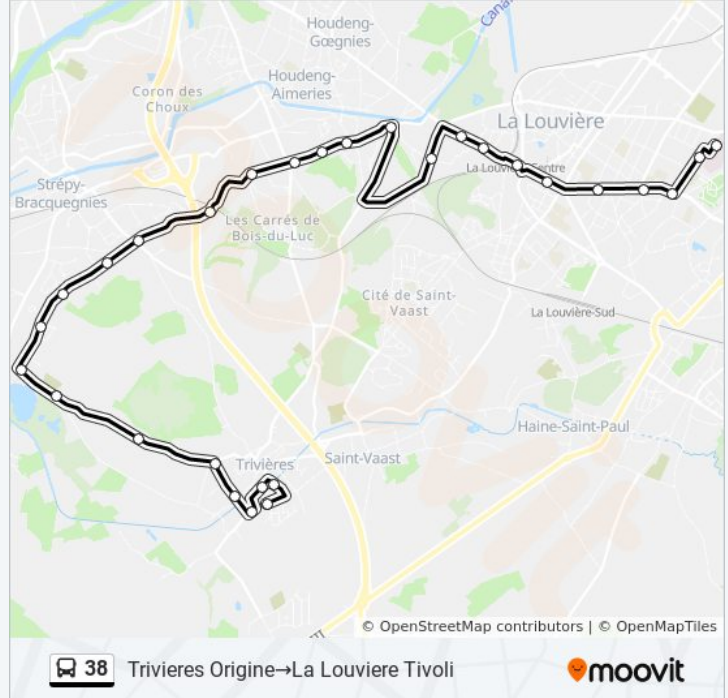 Canal
Houdeng-
Gœgnies
Houdeng-
Aimeries
Coron des
Choux
La Louvière
La Louvière-Centre
Strépy-
Bracquegnies
Les Carrés de
Bois-du-Luc
Cité de Saint-
Vaast
La Louvière-Sud
Haine-Saint-Paul
Trivières
Saint-Vaast
© OpenStreetMap contributors | © OpenMapTiles
38 Trivieres Origine→La Louviere Tivoli
moovit